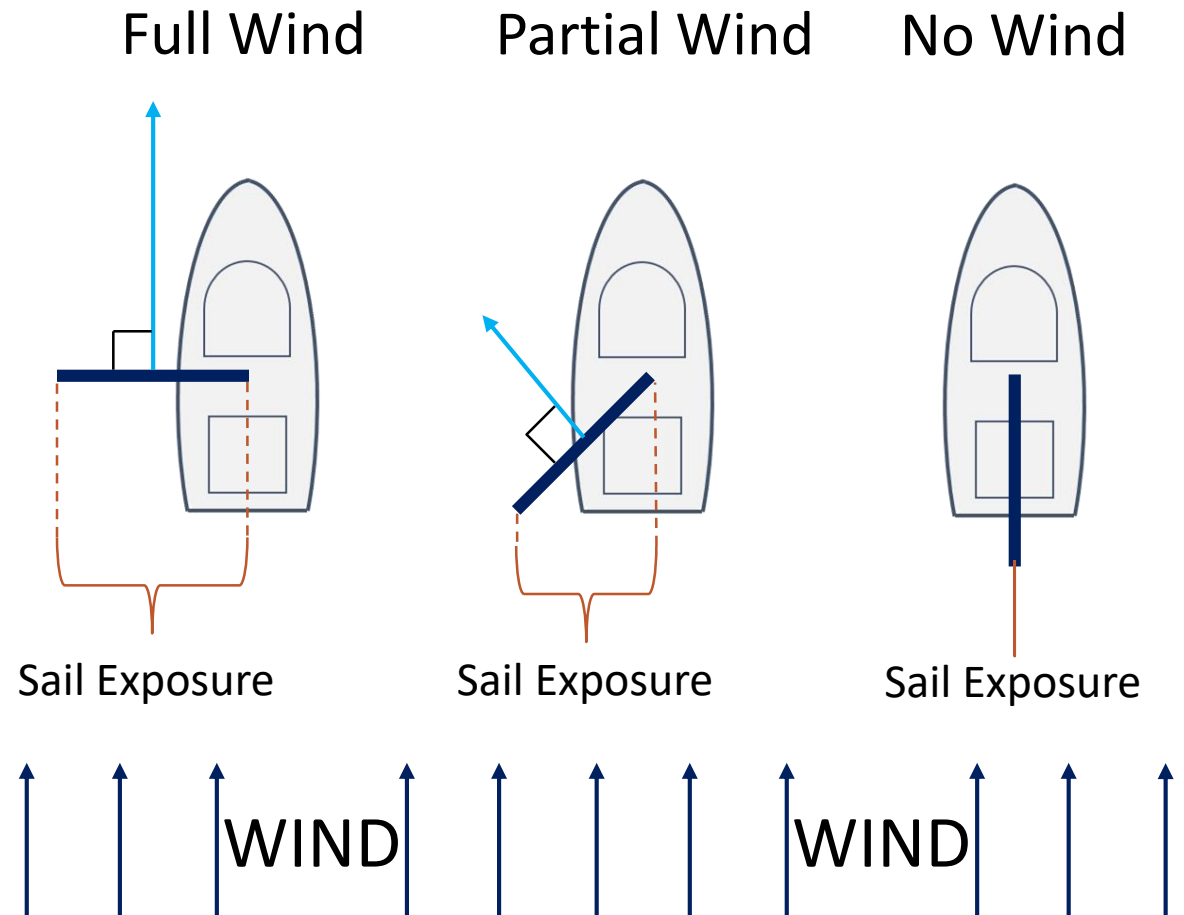 Full Wind
Partial Wind
No Wind
Sail Exposure
Sail Exposure
Sail Exposure
WIND
WIND